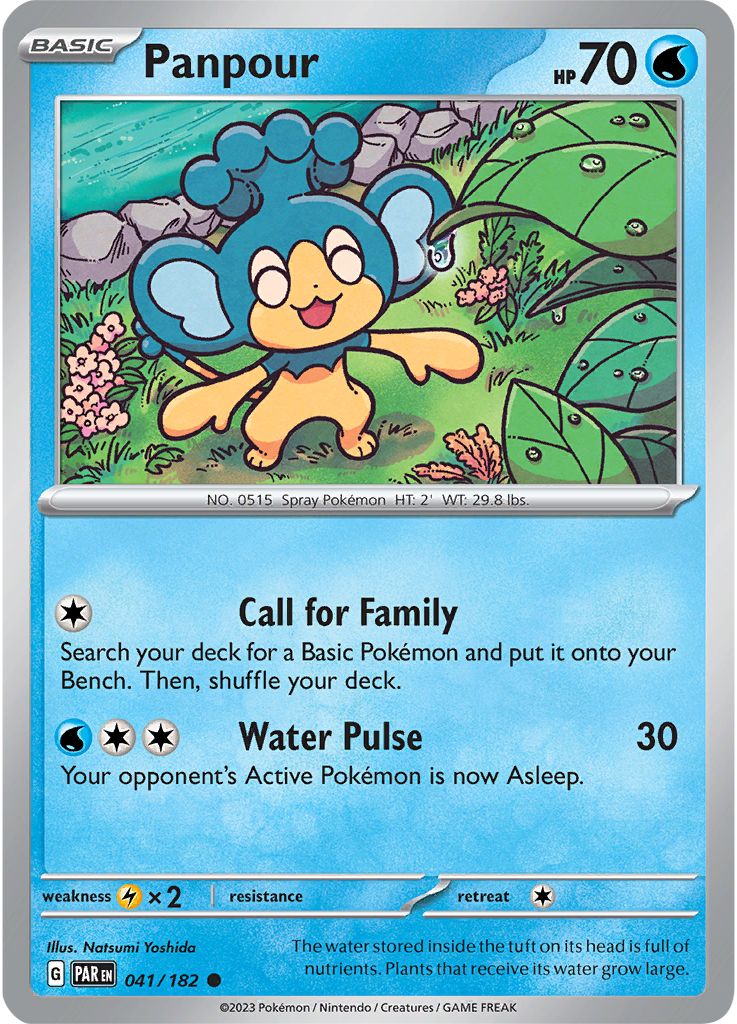 BASIC Panpour HP 70
NO. 0515 Spray Pokémon HT: 2' WT: 29.8 lbs.
Call for Family
Search your deck for a Basic Pokémon and put it onto your
Bench. Then, shuffle your deck.
Water Pulse 30
Your opponent's Active Pokémon is now Asleep.
weakness × 2 resistance retreat
Illus. Natsumi Yoshida
The water stored inside the tuft on its head is full of
nutrients. Plants that receive its water grow large.
G PAR EN 041/182
©2023 Pokémon / Nintendo / Creatures / GAME FREAK